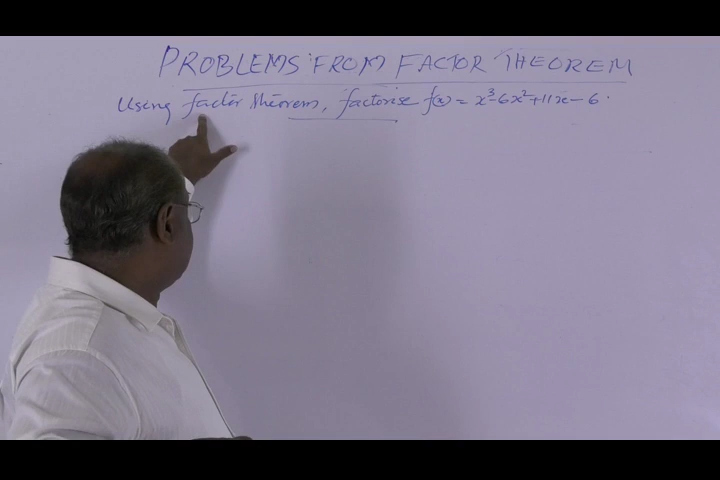 PROBLEMS FROM FACTOR THEOREM
Using factor theorem, factorise f(x) = x³-6x²+11x-6.